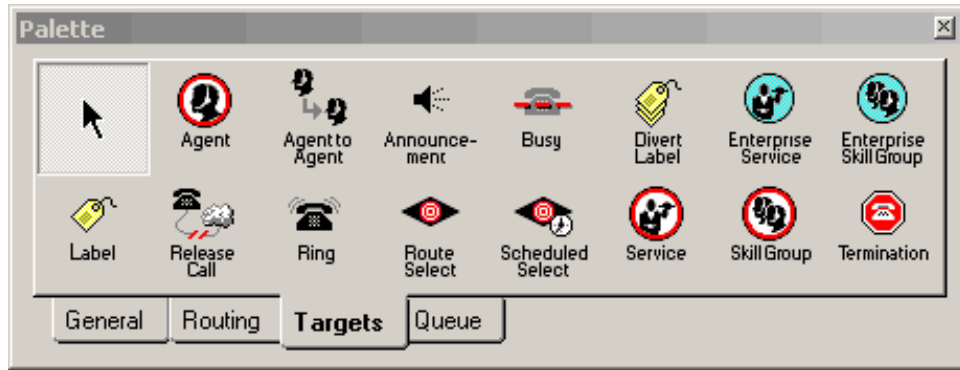 Palette
Agent
Agent to
Agent
Announce-
ment
Busy
Divert
Label
Enterprise
Service
Enterprise
Skill Group
Label
Release
Call
Ring
Route
Select
Scheduled
Select
Service
Skill Group
Termination
General
Routing
Targets
Queue